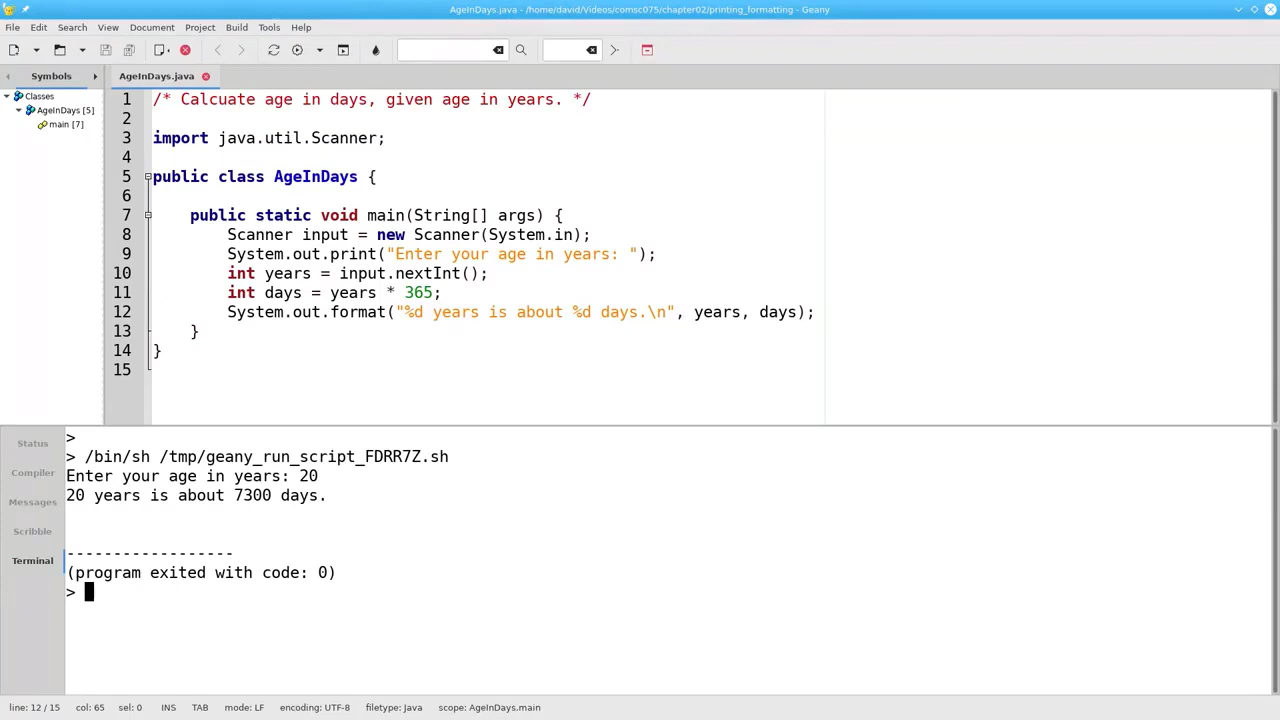 AgeInDays.java - /home/david/Videos/comsc075/chapter02/printing_formatting - Geany
File Edit Search View Document Project Build Tools Help
Symbols
AgeInDays.java
Classes
AgeInDays [5]
main [7]
1 /* Calcuate age in days, given age in years. */
2
3 import java.util.Scanner;
4
5 public class AgeInDays {
6
7 public static void main(String[] args) {
8 Scanner input = new Scanner(System.in);
9 System.out.print("Enter your age in years: ");
10 int years = input.nextInt();
11 int days = years * 365;
12 System.out.format("%d years is about %d days.\n", years, days);
13 }
14 }
15
Status
Compiler
Messages
Scribble
Terminal
>
> /bin/sh /tmp/geany_run_script_FDRR7Z.sh
Enter your age in years: 20
20 years is about 7300 days.
------------------
(program exited with code: 0)
>
line: 12 / 15 col: 65 sel: 0 INS TAB mode: LF encoding: UTF-8 filetype: Java scope: AgeInDays.main